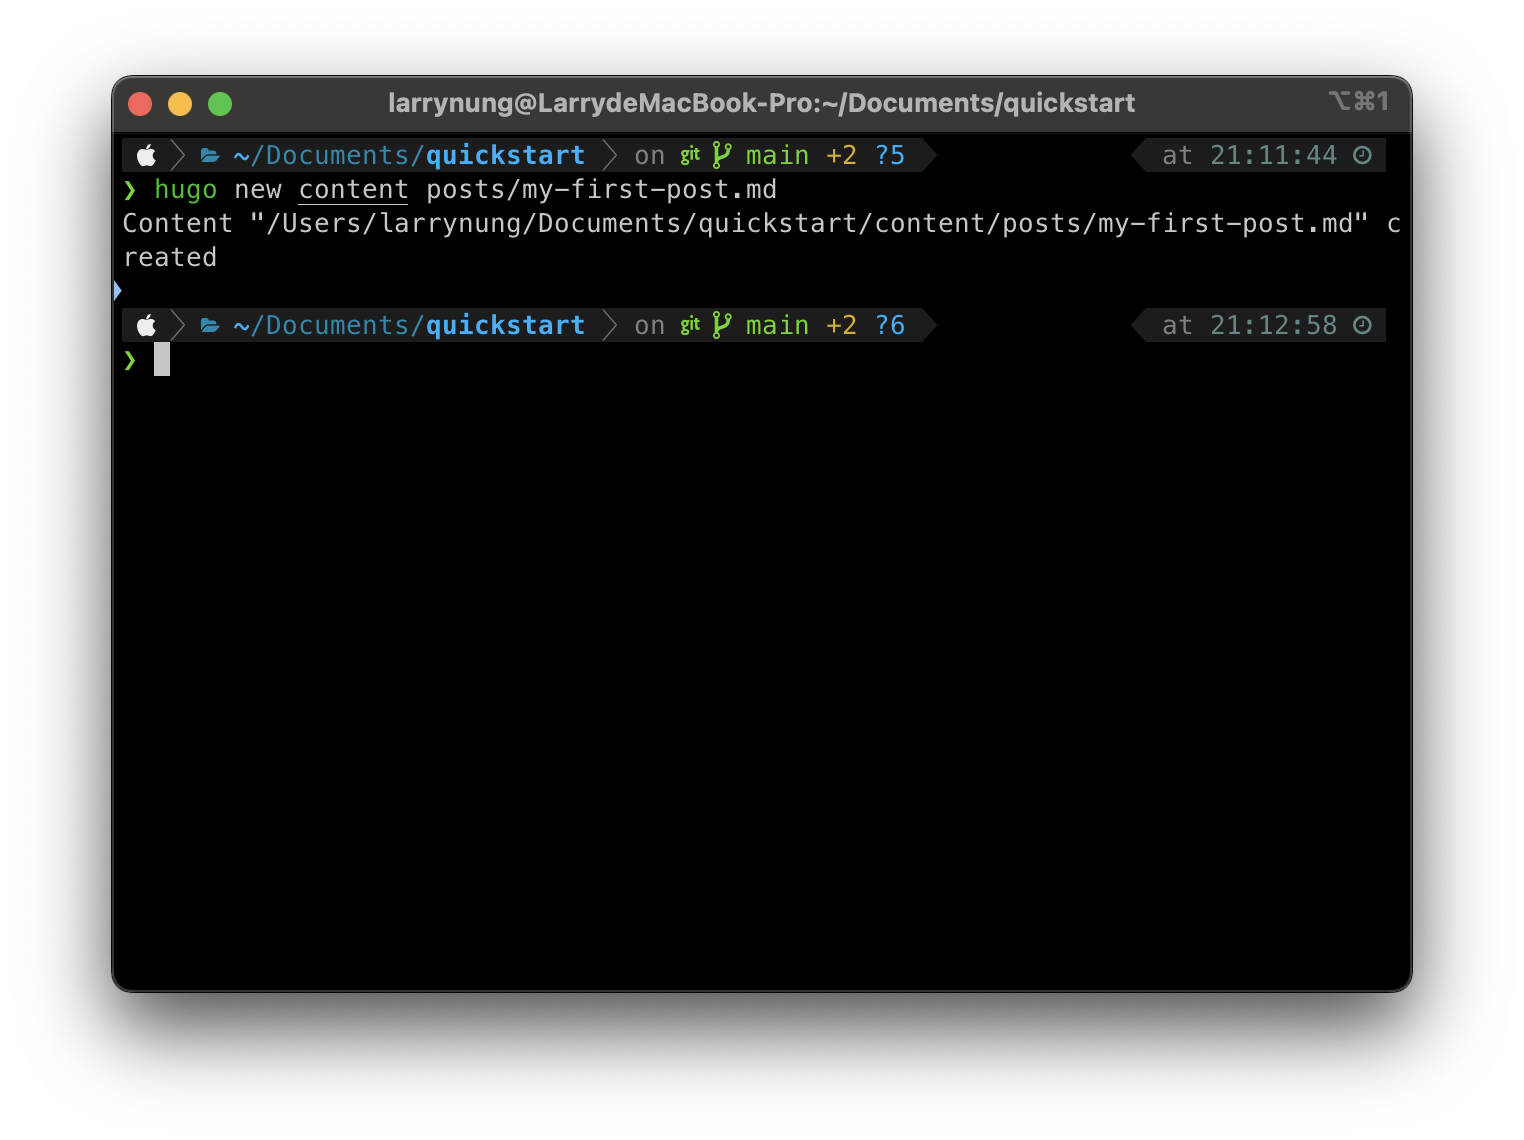 larrynung@LarrydeMacBook-Pro:~/Documents/quickstart ⌥⌘1
~/Documents/quickstart on git main +2 ?5 at 21:11:44
❯ hugo new content posts/my-first-post.md
Content "/Users/larrynung/Documents/quickstart/content/posts/my-first-post.md" c
reated
~/Documents/quickstart on git main +2 ?6 at 21:12:58
❯